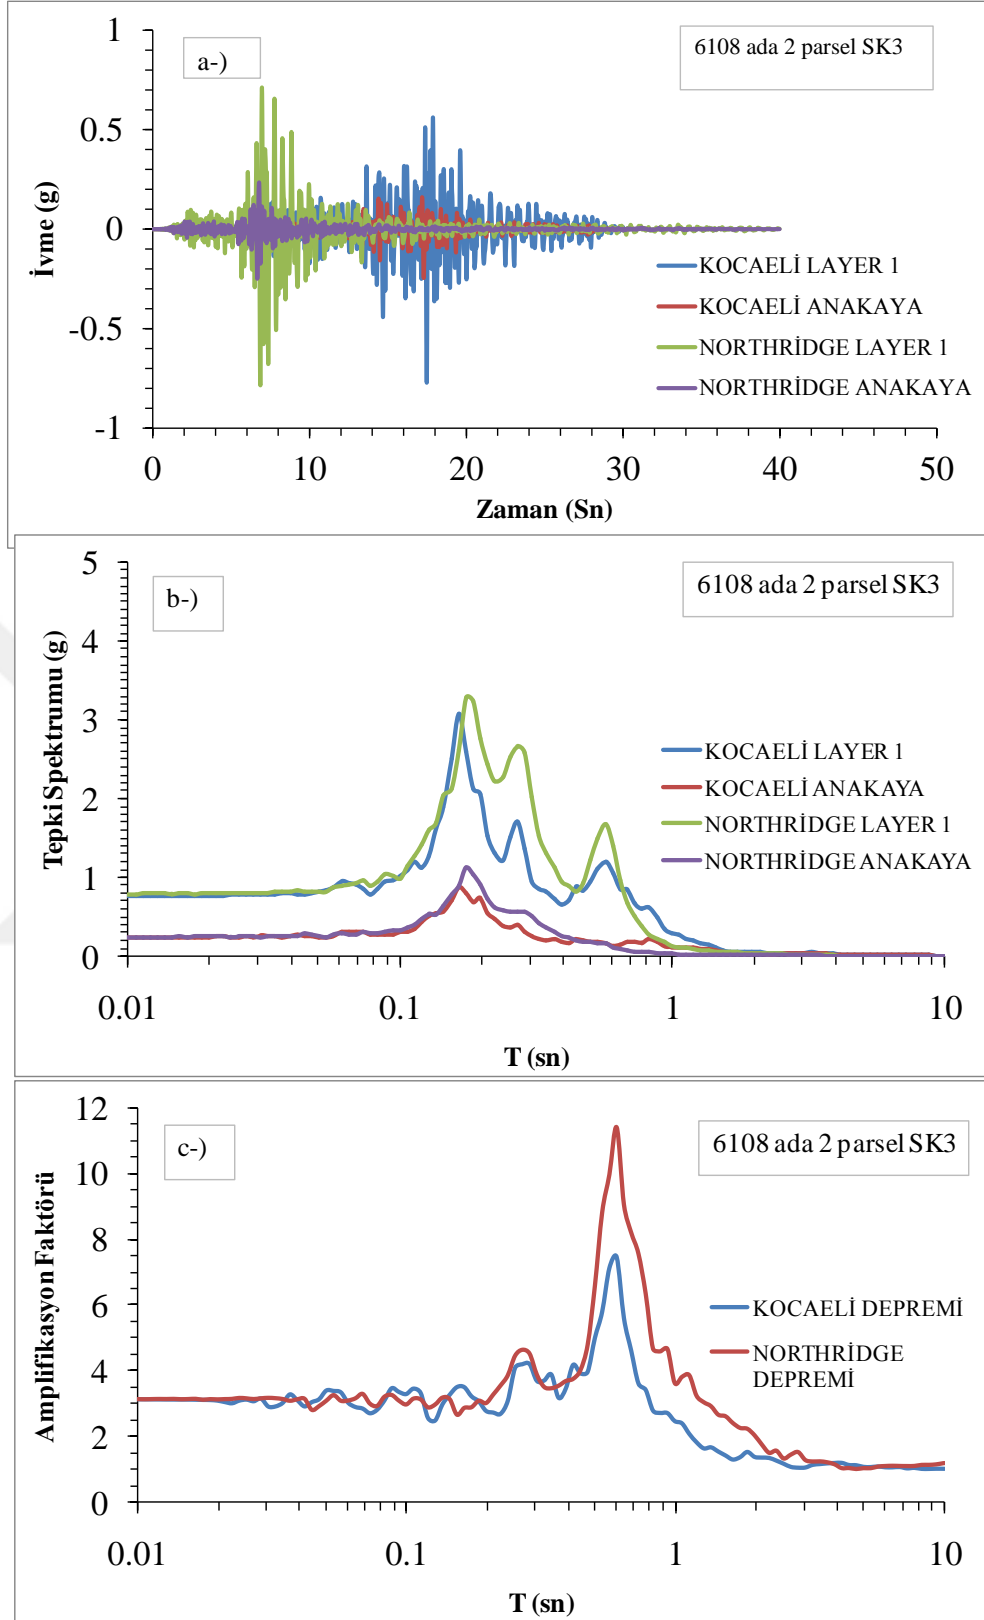 1
a-)
6108 ada 2 parsel SK3
0.5
İvme (g)
0
KOCAELİ LAYER 1
KOCAELİ ANAKAYA
-0.5
NORTHRİDGE LAYER 1
NORTHRİDGE ANAKAYA
-1
0 10 20 30 40 50
Zaman (Sn)
5
b-)
6108 ada 2 parsel SK3
4
Tepki Spektrumu (g)
3
KOCAELİ LAYER 1
KOCAELİ ANAKAYA
2
NORTHRİDGE LAYER 1
NORTHRİDGE ANAKAYA
1
0
0.01 0.1 1 10
T (sn)
12
c-)
6108 ada 2 parsel SK3
10
Amplifikasyon Faktörü
8
6
KOCAELİ DEPREMİ
NORTHRİDGE
DEPREMİ
4
2
0
0.01 0.1 1 10
T (sn)